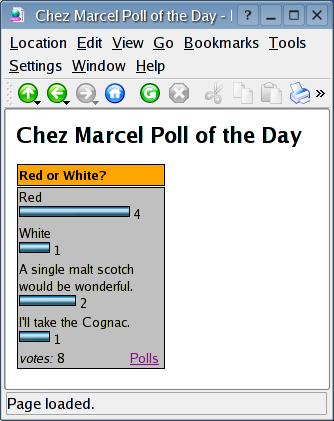 Chez Marcel Poll of the Day -
Location Edit View Go Bookmarks Tools
Settings Window Help
Chez Marcel Poll of the Day
Red or White?
Red
4
White
1
A single malt scotch
would be wonderful.
2
I'll take the Cognac.
1
votes: 8 Polls
Page loaded.